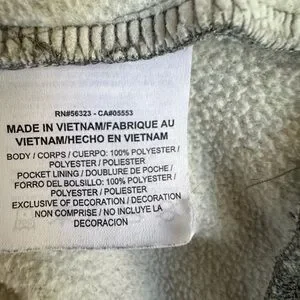 RN#56323 - CA#05553
MADE IN VIETNAM/FABRIQUE AU
VIETNAM/HECHO EN VIETNAM
BODY / CORPS / CUERPO: 100% POLYESTER /
POLYESTER / POLIESTER
POCKET LINING / DOUBLURE DE POCHE /
FORRO DEL BOLSILLO: 100% POLYESTER /
POLYESTER / POLIESTER
EXCLUSIVE OF DECORATION / DECORATION
NON COMPRISE / NO INCLUYE LA
DECORACION